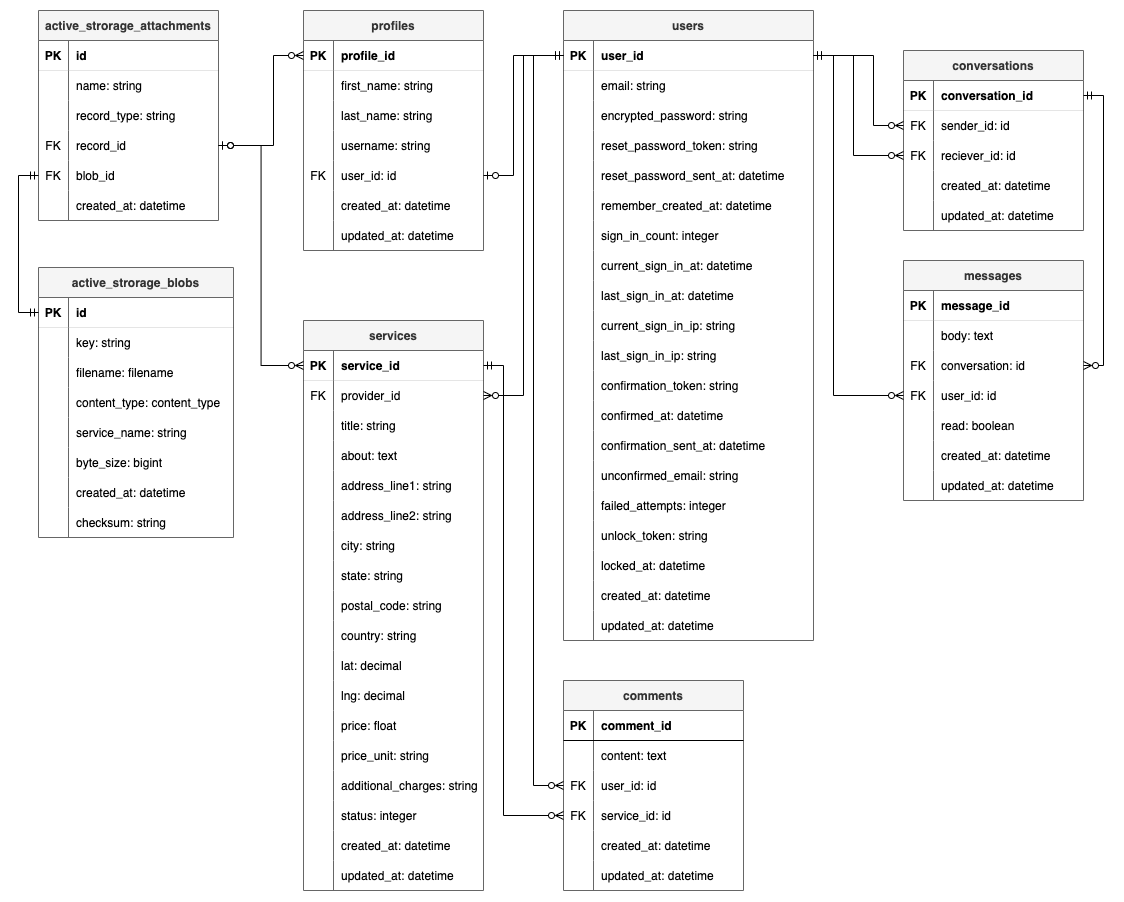 active_strorage_attachments
PK id
name: string
record_type: string
FK record_id
FK blob_id
created_at: datetime
active_strorage_blobs
PK id
key: string
filename: filename
content_type: content_type
service_name: string
byte_size: bigint
created_at: datetime
checksum: string
profiles
PK profile_id
first_name: string
last_name: string
username: string
FK user_id: id
created_at: datetime
updated_at: datetime
services
PK service_id
FK provider_id
title: string
about: text
address_line1: string
address_line2: string
city: string
state: string
postal_code: string
country: string
lat: decimal
lng: decimal
price: float
price_unit: string
additional_charges: string
status: integer
created_at: datetime
updated_at: datetime
users
PK user_id
email: string
encrypted_password: string
reset_password_token: string
reset_password_sent_at: datetime
remember_created_at: datetime
sign_in_count: integer
current_sign_in_at: datetime
last_sign_in_at: datetime
current_sign_in_ip: string
last_sign_in_ip: string
confirmation_token: string
confirmed_at: datetime
confirmation_sent_at: datetime
unconfirmed_email: string
failed_attempts: integer
unlock_token: string
locked_at: datetime
created_at: datetime
updated_at: datetime
comments
PK comment_id
content: text
FK user_id: id
FK service_id: id
created_at: datetime
updated_at: datetime
conversations
PK conversation_id
FK sender_id: id
FK reciever_id: id
created_at: datetime
updated_at: datetime
messages
PK message_id
body: text
FK conversation: id
FK user_id: id
read: boolean
created_at: datetime
updated_at: datetime